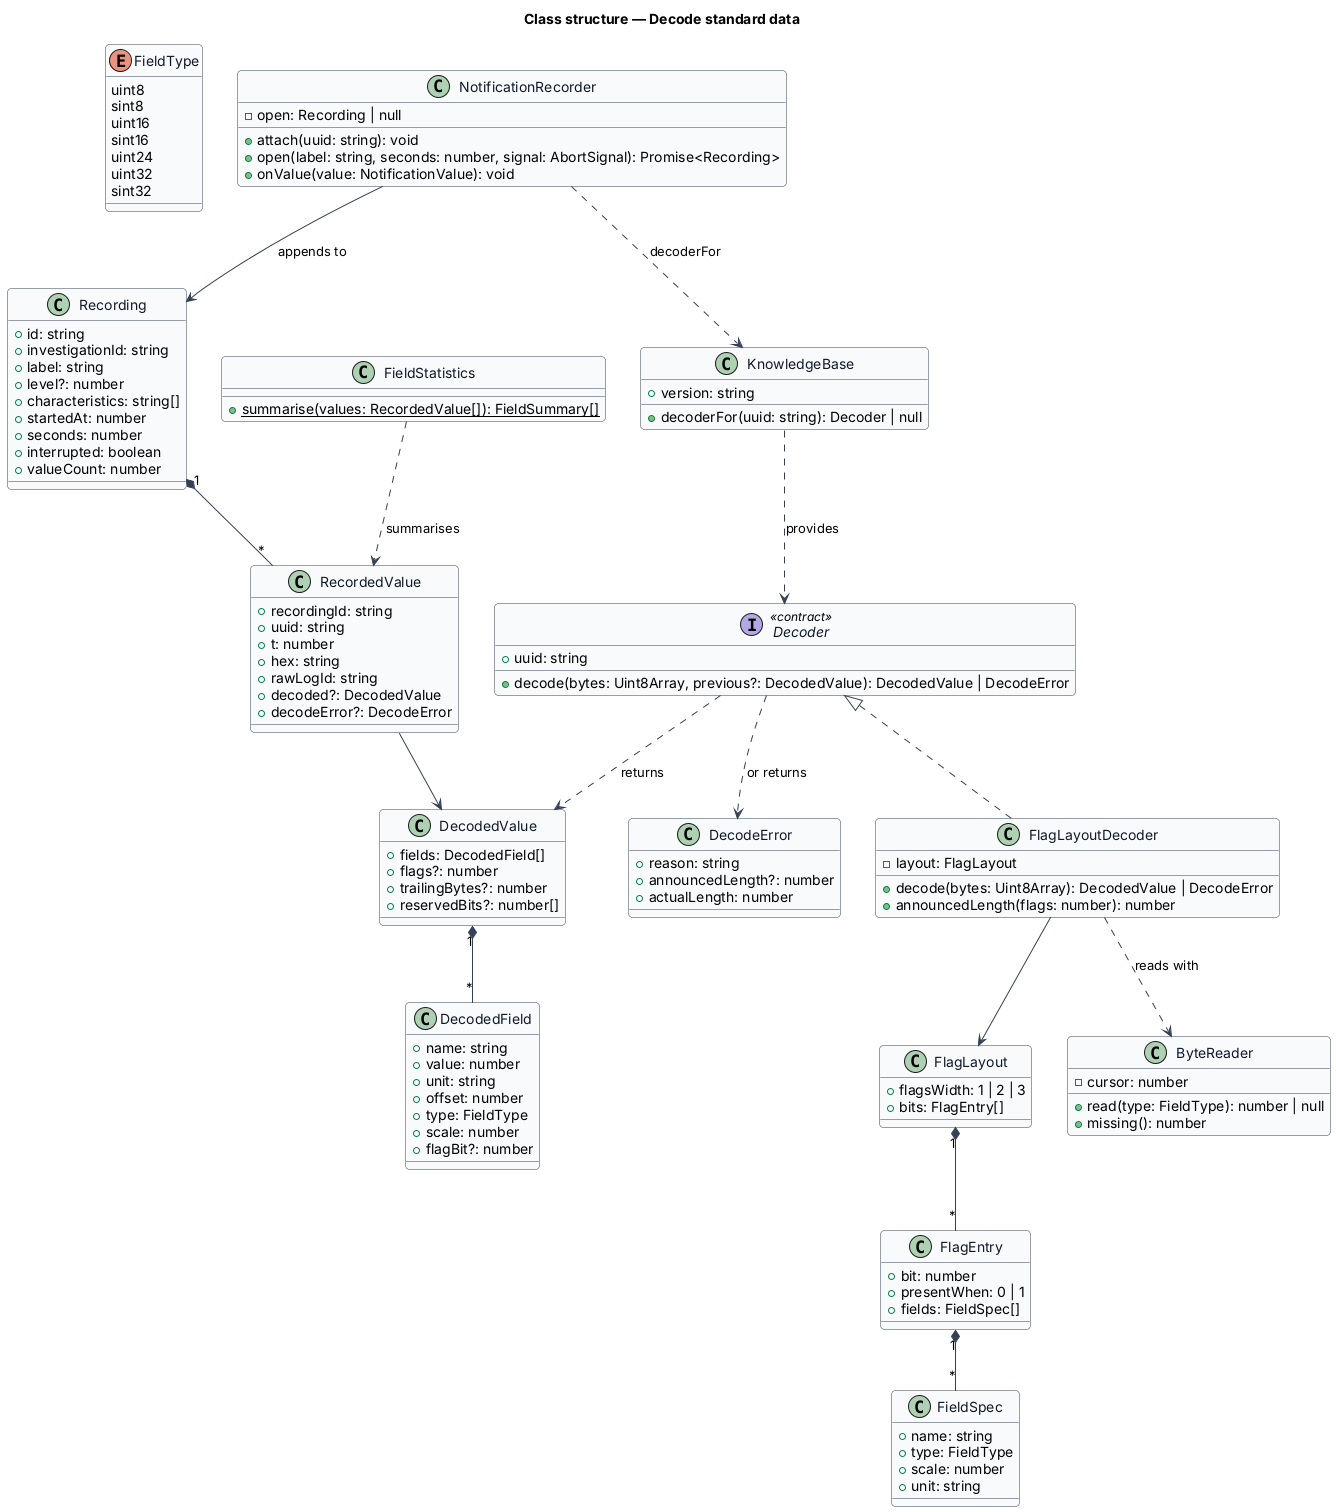 Class structure — Decode standard data
E FieldType
uint8
sint8
uint16
sint16
uint24
uint32
sint32
C NotificationRecorder
open: Recording | null
attach(uuid: string): void
open(label: string, seconds: number, signal: AbortSignal): Promise<Recording>
onValue(value: NotificationValue): void
appends to
decoderFor
C Recording
id: string
investigationId: string
label: string
level?: number
characteristics: string[]
startedAt: number
seconds: number
interrupted: boolean
valueCount: number
C FieldStatistics
summarise(values: RecordedValue[]): FieldSummary[]
C KnowledgeBase
version: string
decoderFor(uuid: string): Decoder | null
1
*
summarises
provides
C RecordedValue
recordingId: string
uuid: string
t: number
hex: string
rawLogId: string
decoded?: DecodedValue
decodeError?: DecodeError
I «contract»
Decoder
uuid: string
decode(bytes: Uint8Array, previous?: DecodedValue): DecodedValue | DecodeError
returns
or returns
C DecodedValue
fields: DecodedField[]
flags?: number
trailingBytes?: number
reservedBits?: number[]
C DecodeError
reason: string
announcedLength?: number
actualLength: number
C FlagLayoutDecoder
layout: FlagLayout
decode(bytes: Uint8Array): DecodedValue | DecodeError
announcedLength(flags: number): number
1
*
reads with
C DecodedField
name: string
value: number
unit: string
offset: number
type: FieldType
scale: number
flagBit?: number
C FlagLayout
flagsWidth: 1 | 2 | 3
bits: FlagEntry[]
C ByteReader
cursor: number
read(type: FieldType): number | null
missing(): number
1
*
C FlagEntry
bit: number
presentWhen: 0 | 1
fields: FieldSpec[]
1
*
C FieldSpec
name: string
type: FieldType
scale: number
unit: string